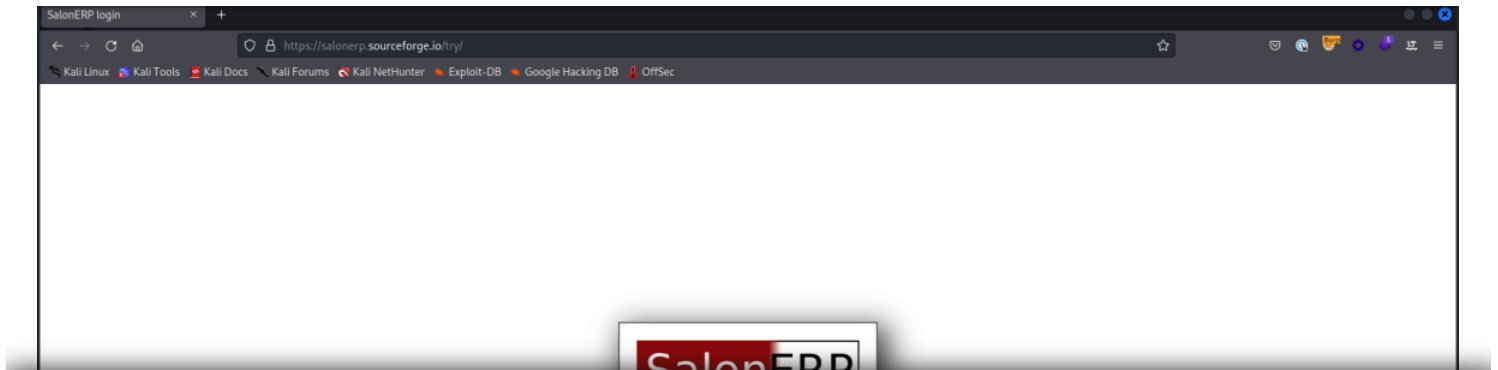 SalonERP login
https://salonerp.sourceforge.io/try/
Kali Linux Kali Tools Kali Docs Kali Forums Kali NetHunter Exploit-DB Google Hacking DB OffSec
SalonERP